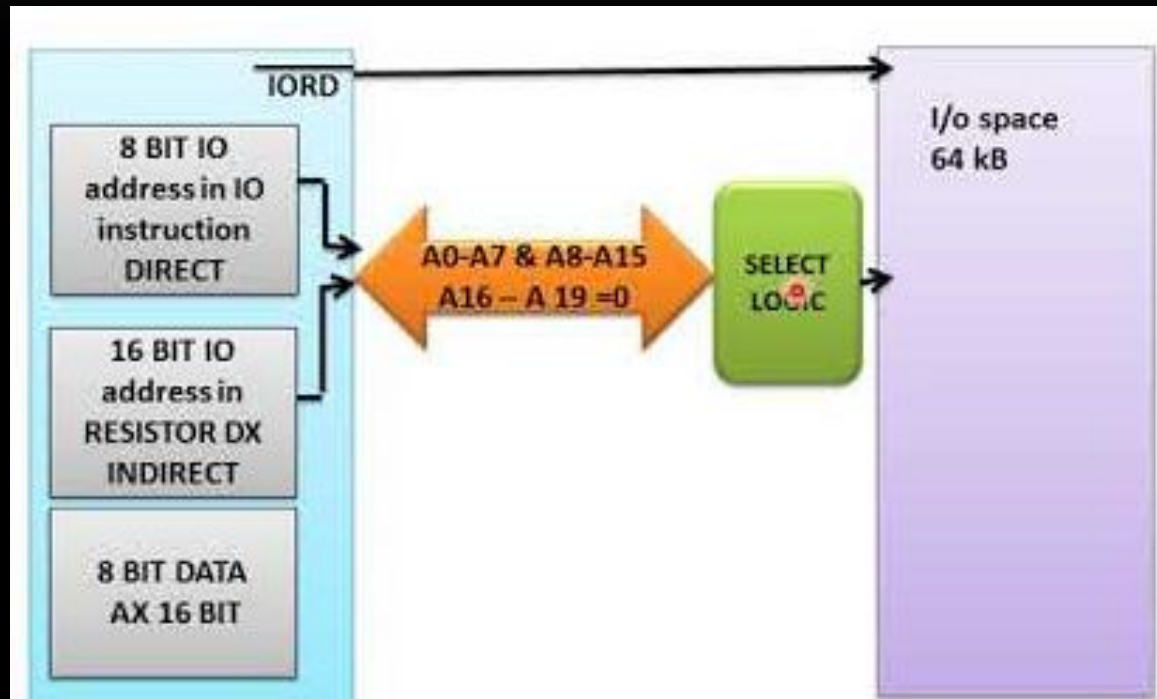 IORD
8 BIT IO
address in IO
instruction
DIRECT
16 BIT IO
address in
RESISTOR DX
INDIRECT
8 BIT DATA
AX 16 BIT
A0-A7 & A8-A15
A16 – A 19 =0
SELECT
LOGIC
I/o space
64 kB